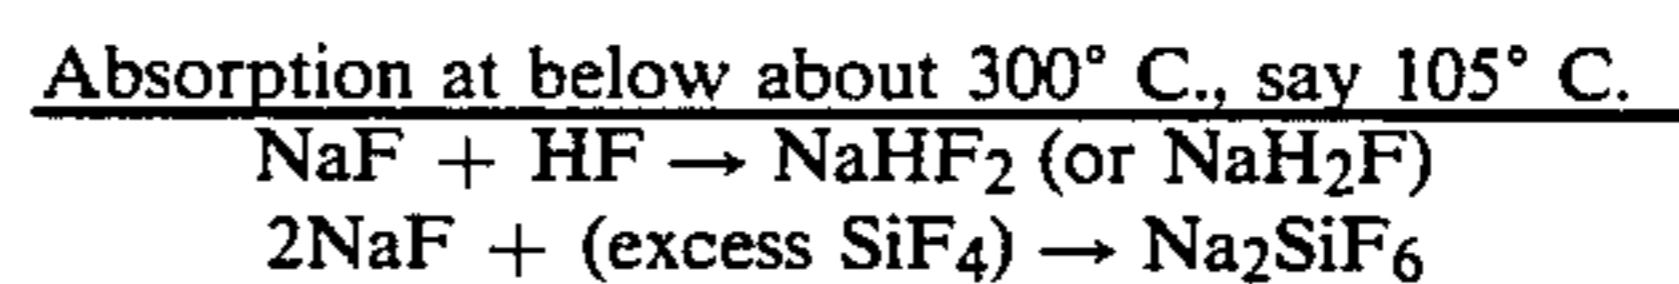 Absorption at below about 300° C., say 105° C.
NaF + HF → NaHF₂ (or NaH₂F)
2NaF + (excess SiF₄) → Na₂SiF₆